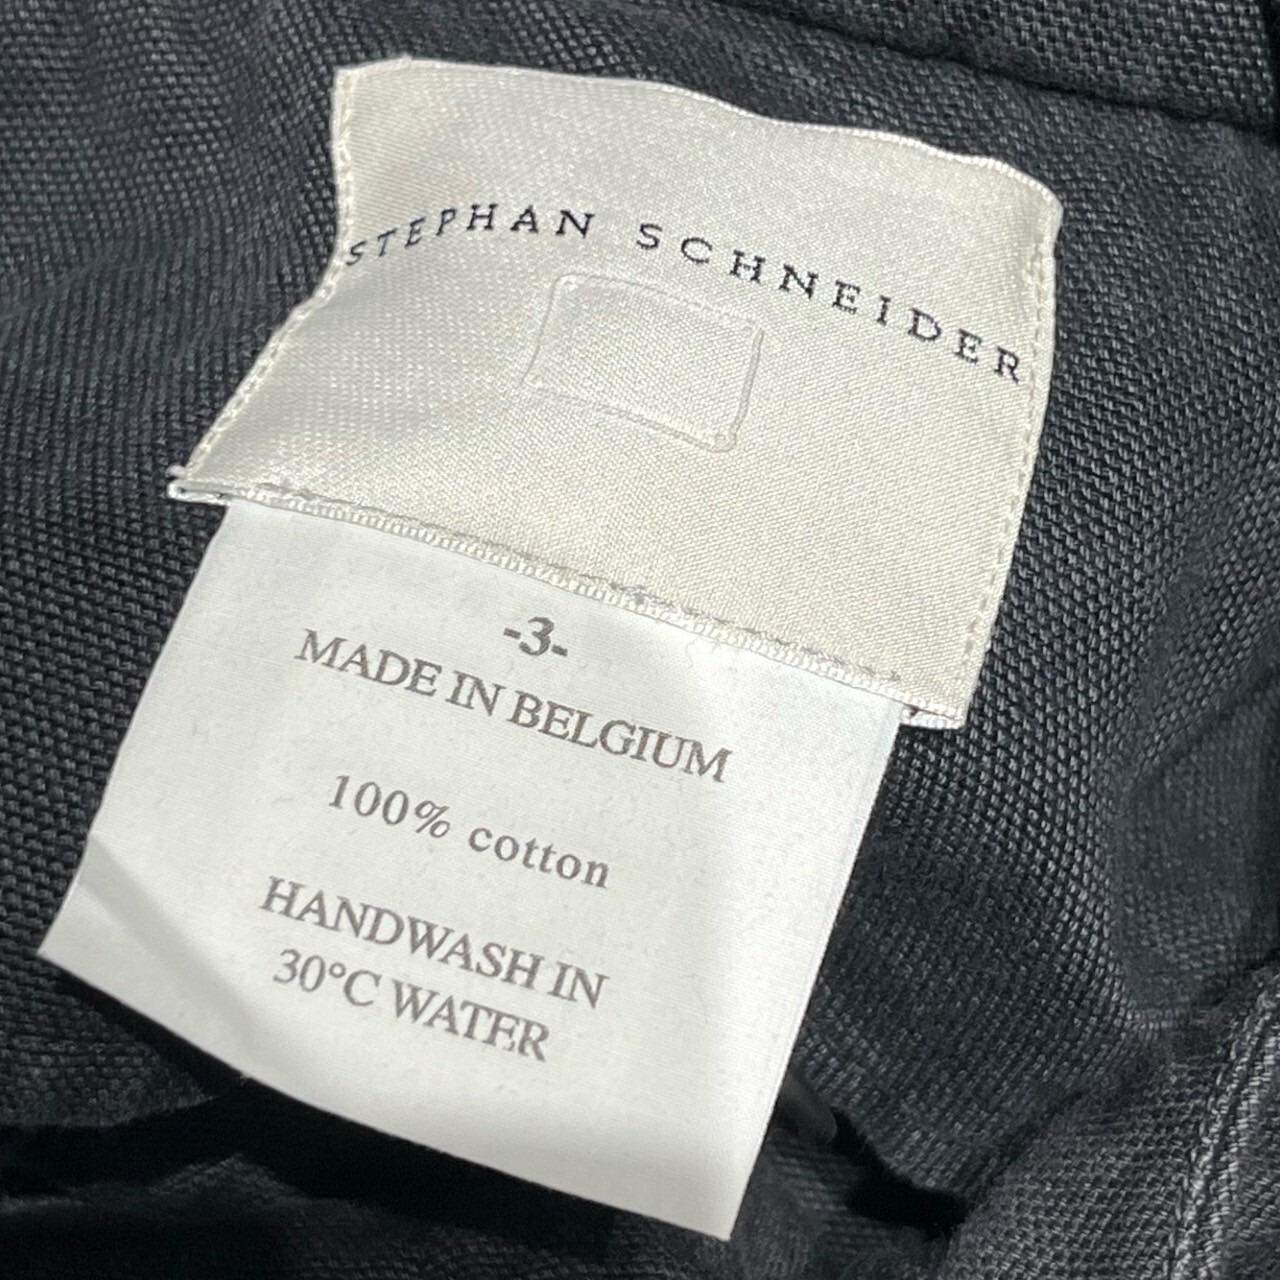 STEPHAN SCHNEIDER
-3-
MADE IN BELGIUM
100% cotton
HANDWASH IN
30°C WATER